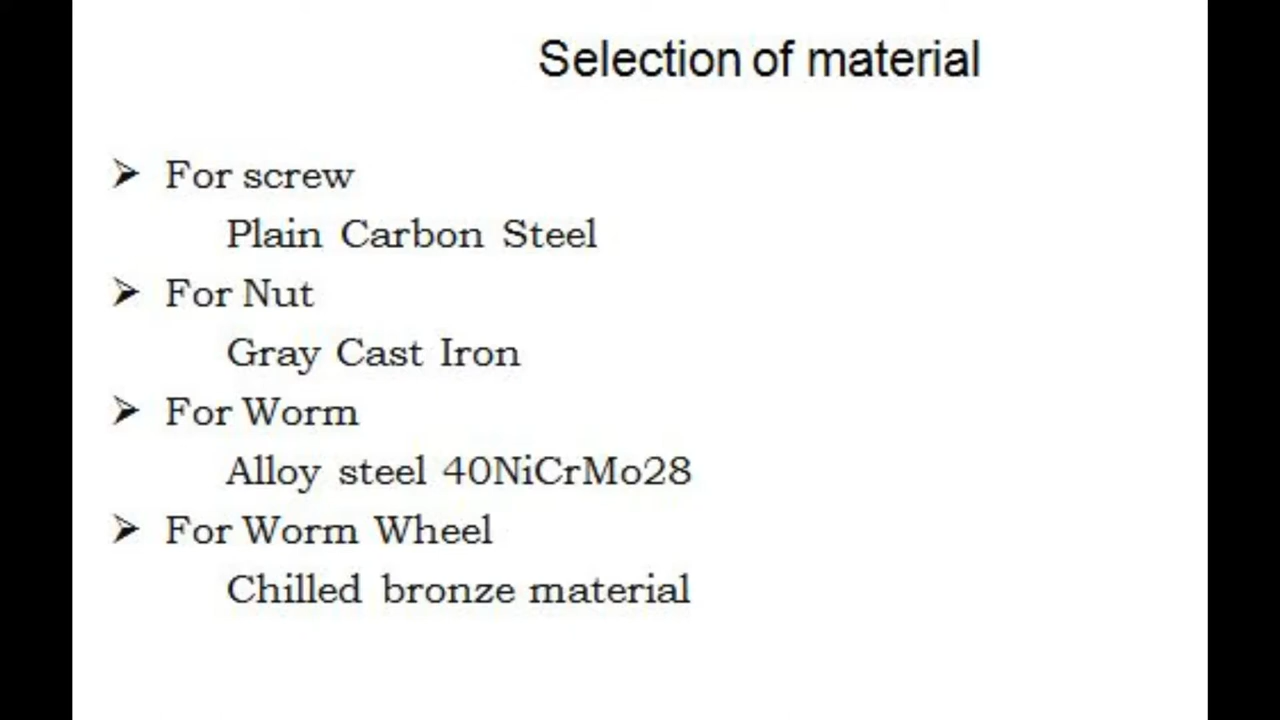 Selection of material
➢ For screw
Plain Carbon Steel
➢ For Nut
Gray Cast Iron
➢ For Worm
Alloy steel 40NiCrMo28
➢ For Worm Wheel
Chilled bronze material